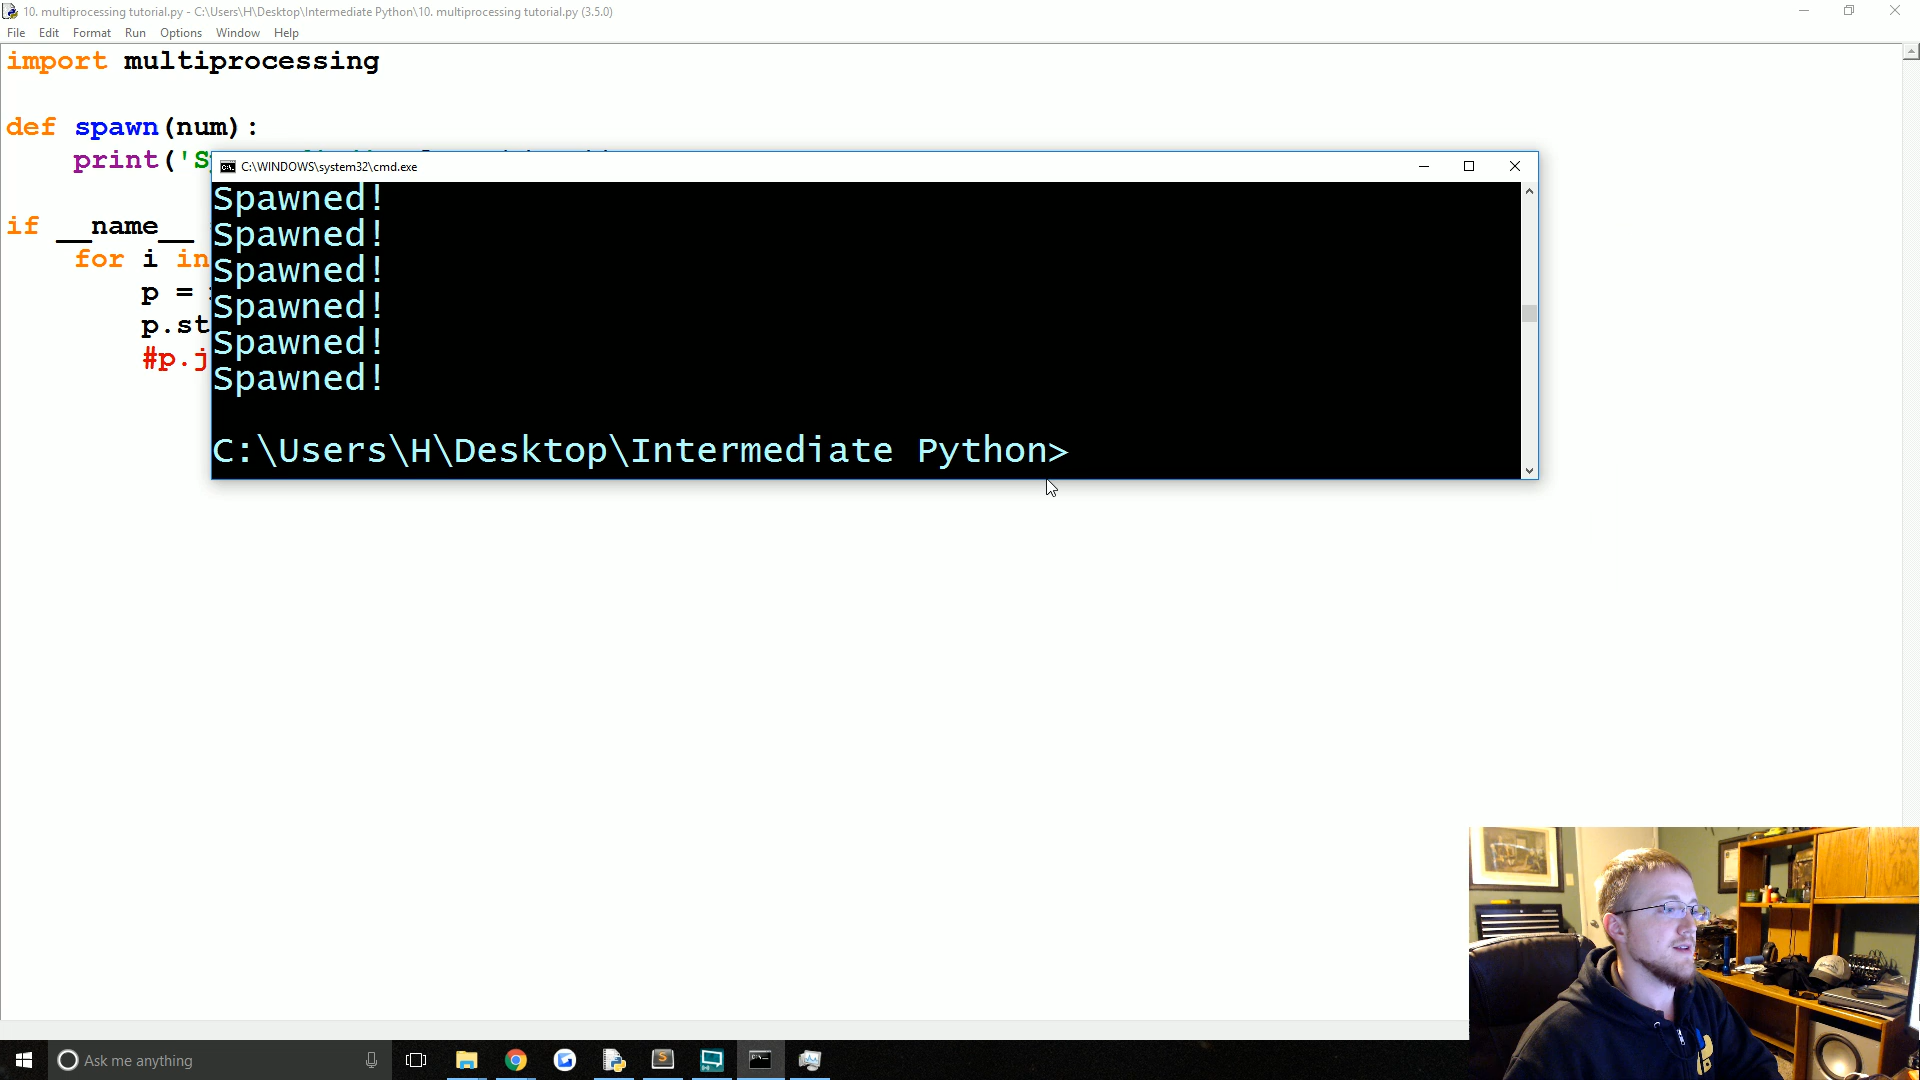 10. multiprocessing tutorial.py - C:\Users\H\Desktop\Intermediate Python\10. multiprocessing tutorial.py (3.5.0)
File Edit Format Run Options Window Help
import multiprocessing
def spawn(num):
print('S
C:\WINDOWS\system32\cmd.exe
if __name__
for i in
p =
p.st
#p.j
Spawned!
Spawned!
Spawned!
Spawned!
Spawned!
Spawned!
C:\Users\H\Desktop\Intermediate Python>
Ask me anything